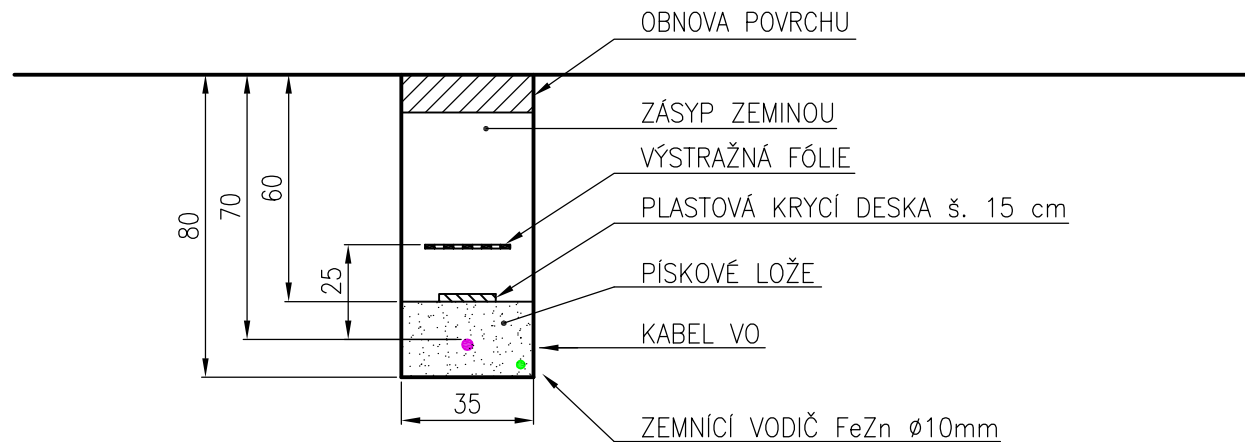 OBNOVA POVRCHU
ZÁSYP ZEMINOU
VÝSTRAŽNÁ FÓLIE
PLASTOVÁ KRYCÍ DESKA š. 15 cm
PÍSKOVÉ LOŽE
KABEL VO
ZEMNÍCÍ VODIČ FeZn ø10mm
80
70
60
25
35